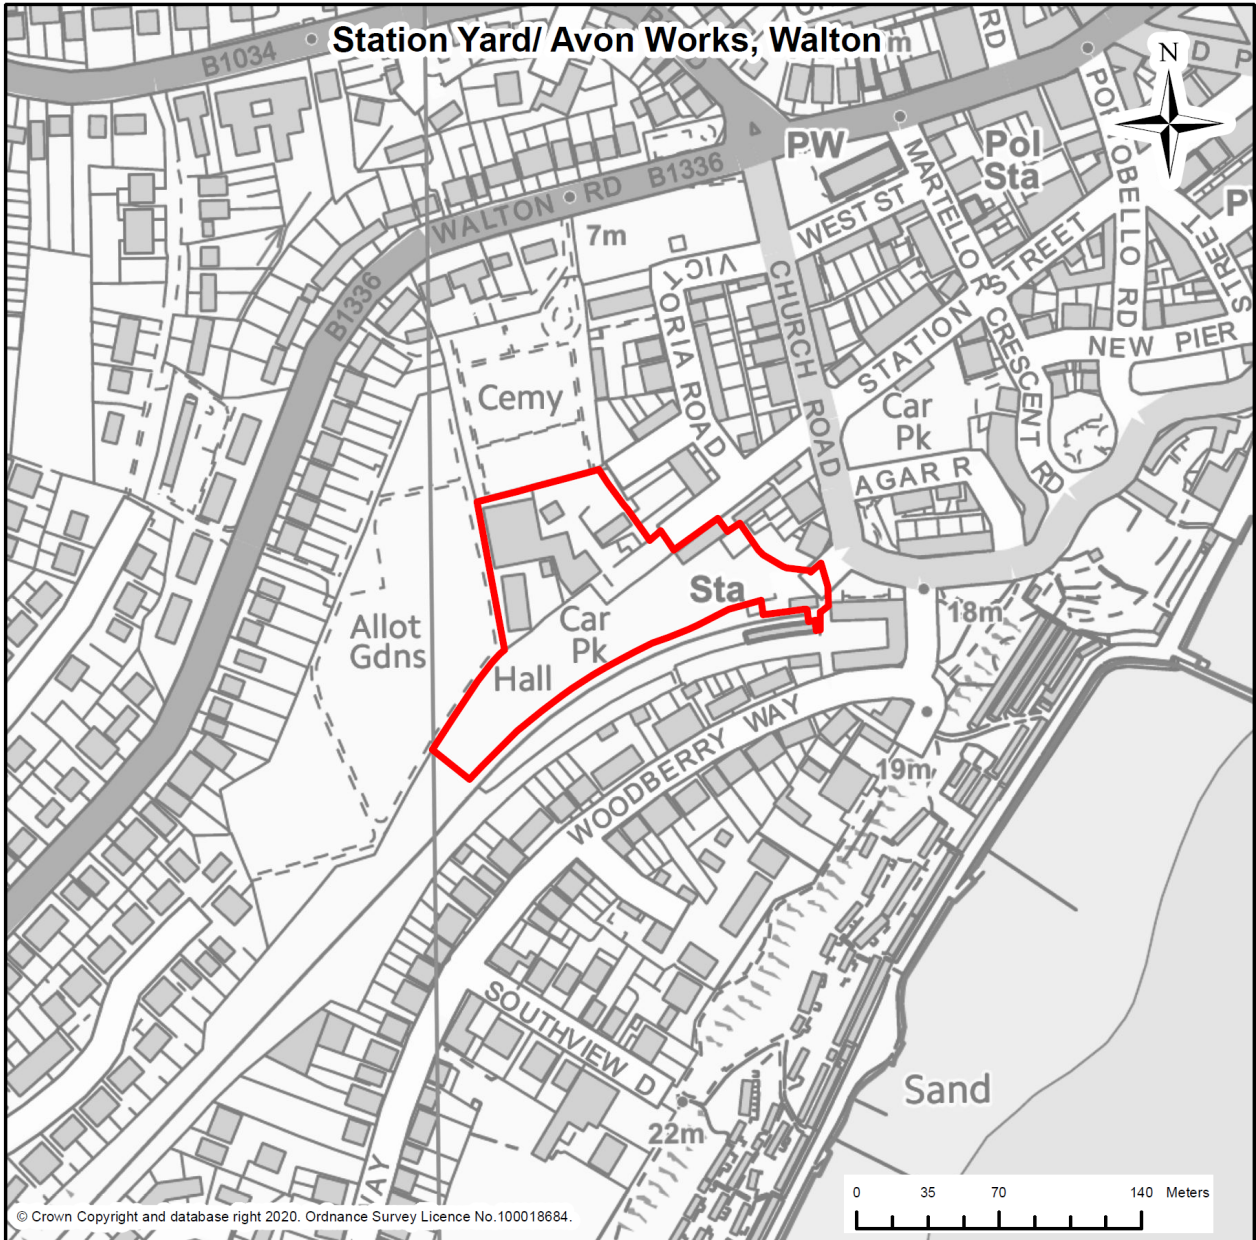 Station Yard/ Avon Works, Walton
m
RD
D
P
N
B1034
PW
Pol
Sta
WALTON RD B1336
7m
WEST ST
MARTELLO R
PO
OBELLO RD
STREET
B1336
VICTORIA ROAD
CHURCH ROAD
STATION STREET
CRESCENT RD
NEW PIER
Cemy
Car
Pk
AGAR R
Sta
18m
Allot
Gdns
Car
Pk
Hall
WOODBERRY WAY
19m
SOUTHVIEW D
Sand
22m
WAY
0 35 70 140 Meters
© Crown Copyright and database right 2020. Ordnance Survey Licence No.100018684.